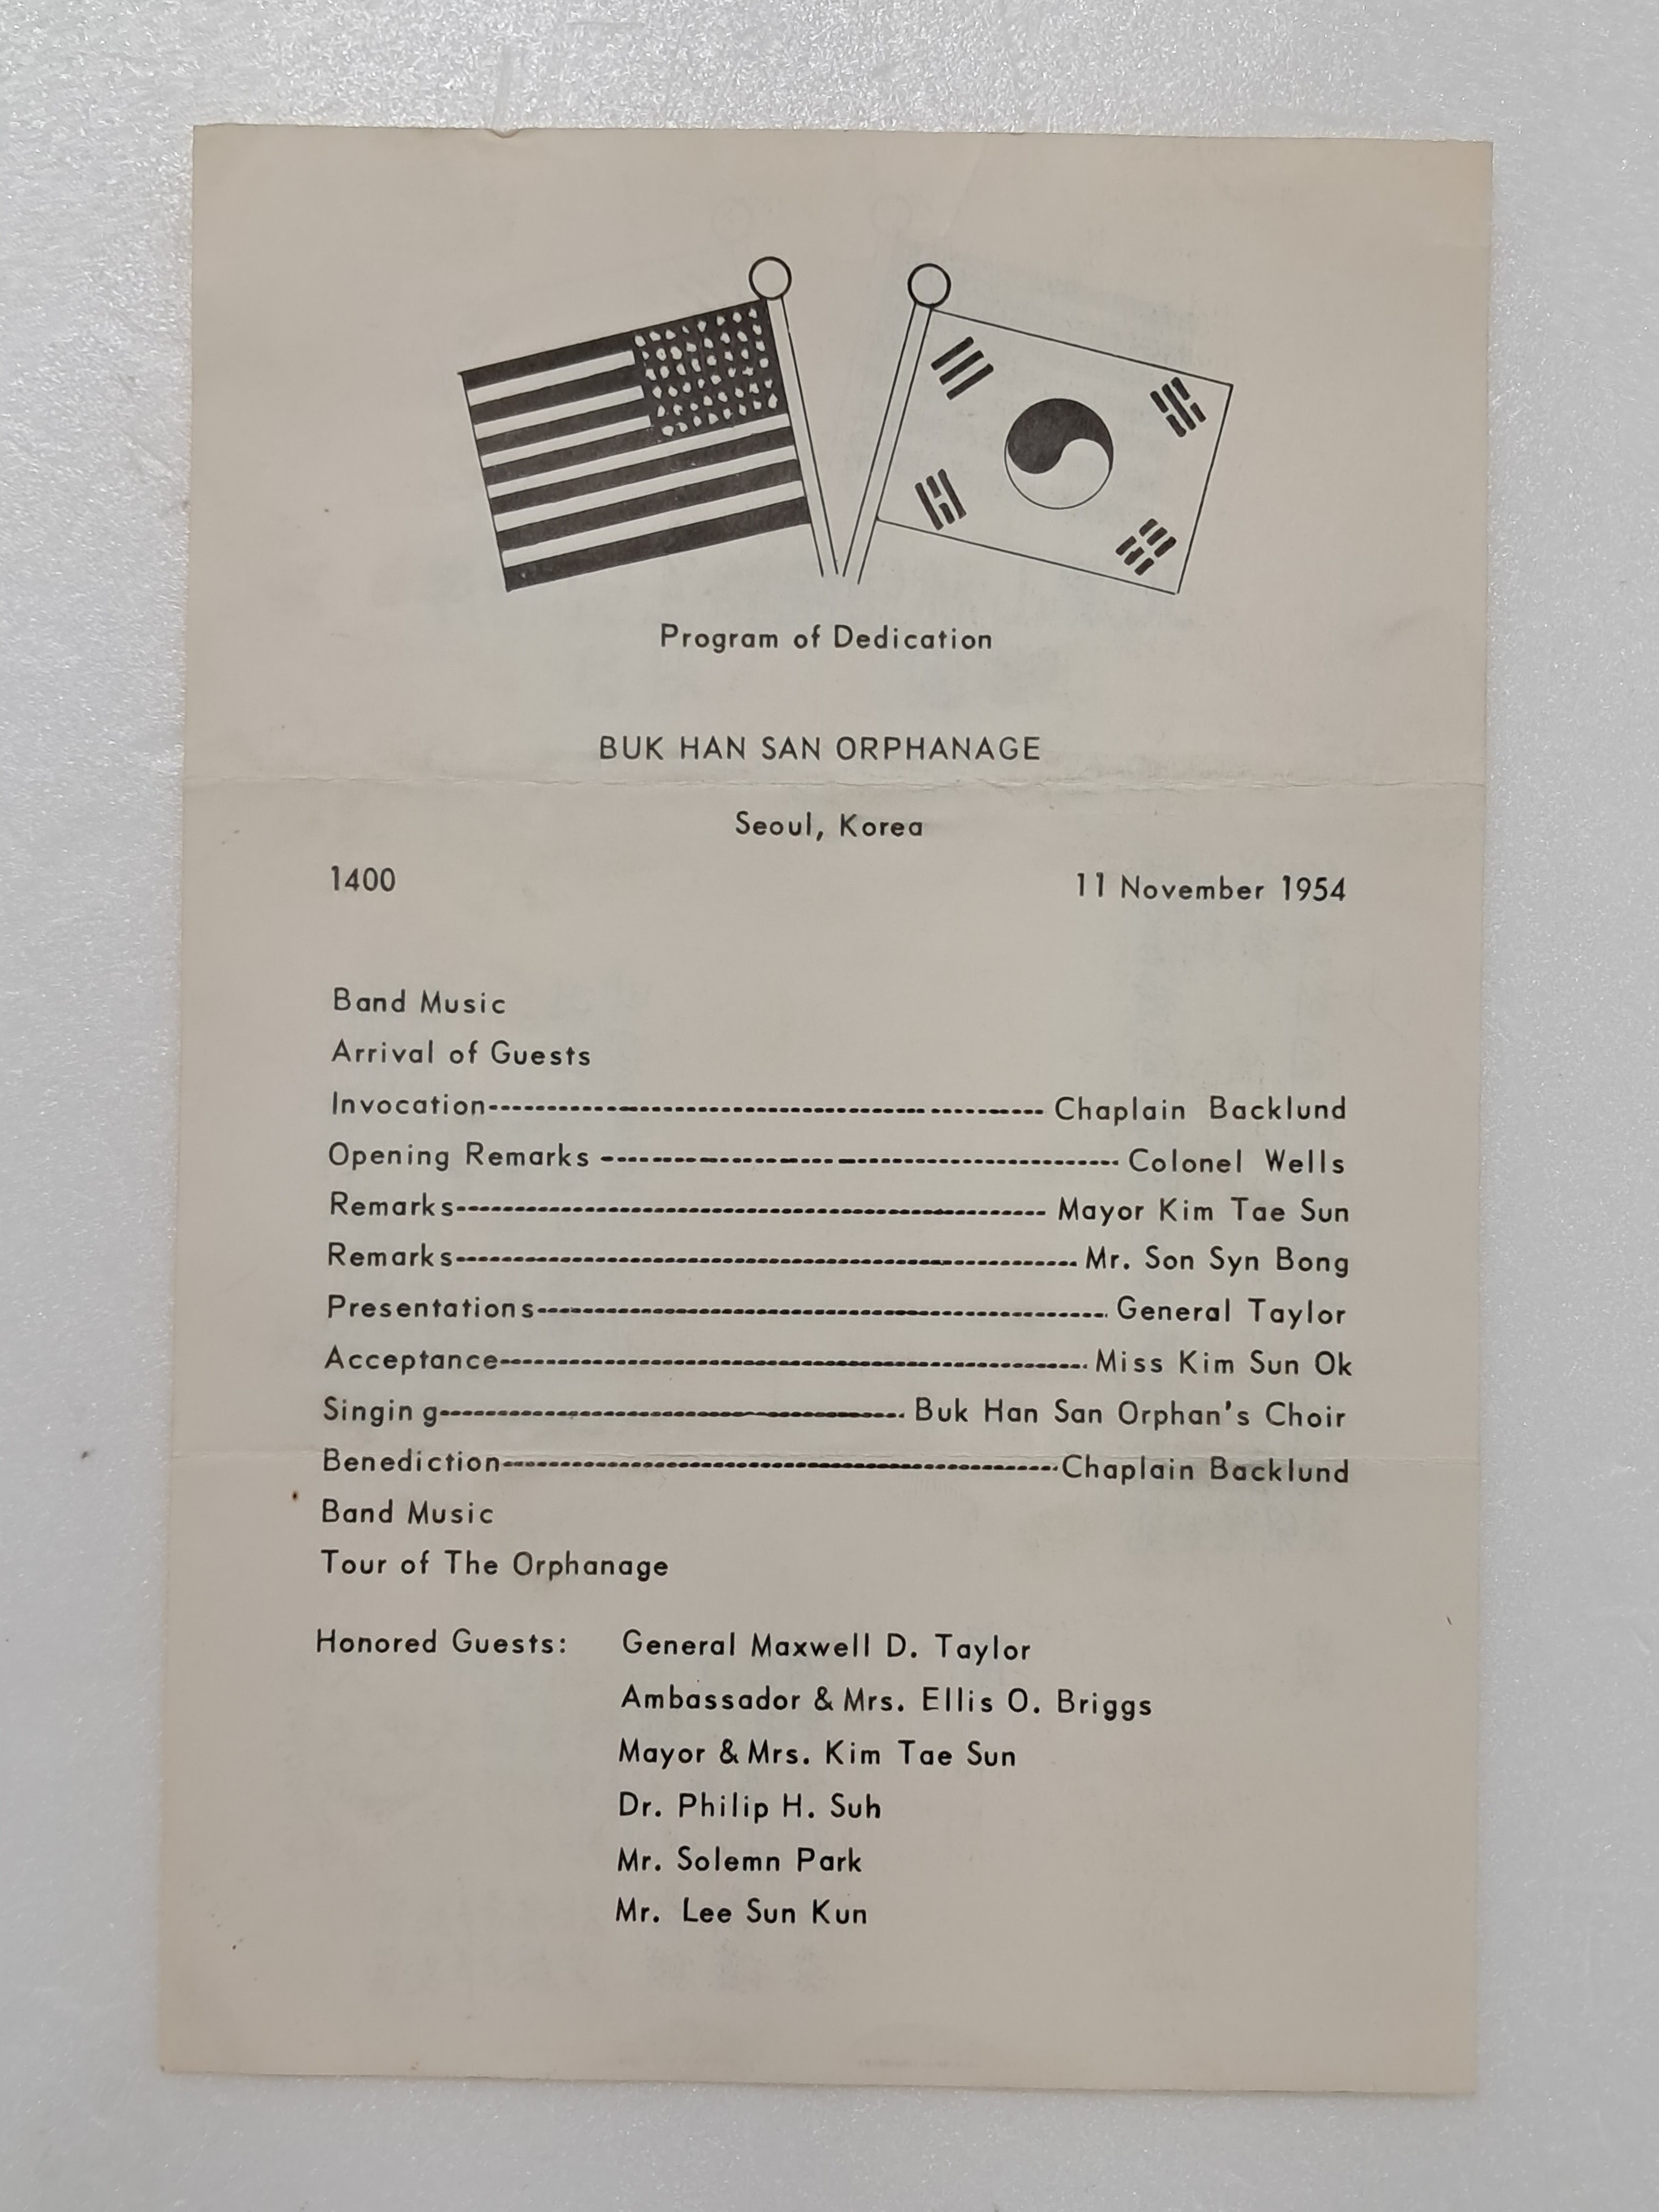 Program of Dedication
BUK HAN SAN ORPHANAGE
Seoul, Korea
1400 11 November 1954
Band Music
Arrival of Guests
Invocation------------------------------------------ Chaplain Backlund
Opening Remarks ------------------------------------------ Colonel Wells
Remarks------------------------------------------ Mayor Kim Tae Sun
Remarks------------------------------------------ Mr. Son Syn Bong
Presentations------------------------------------------ General Taylor
Acceptance------------------------------------------ Miss Kim Sun Ok
Singing------------------------------------------ Buk Han San Orphan's Choir
Benediction------------------------------------------Chaplain Backlund
Band Music
Tour of The Orphanage
Honored Guests: General Maxwell D. Taylor
Ambassador & Mrs. Ellis O. Briggs
Mayor & Mrs. Kim Tae Sun
Dr. Philip H. Suh
Mr. Solemn Park
Mr. Lee Sun Kun